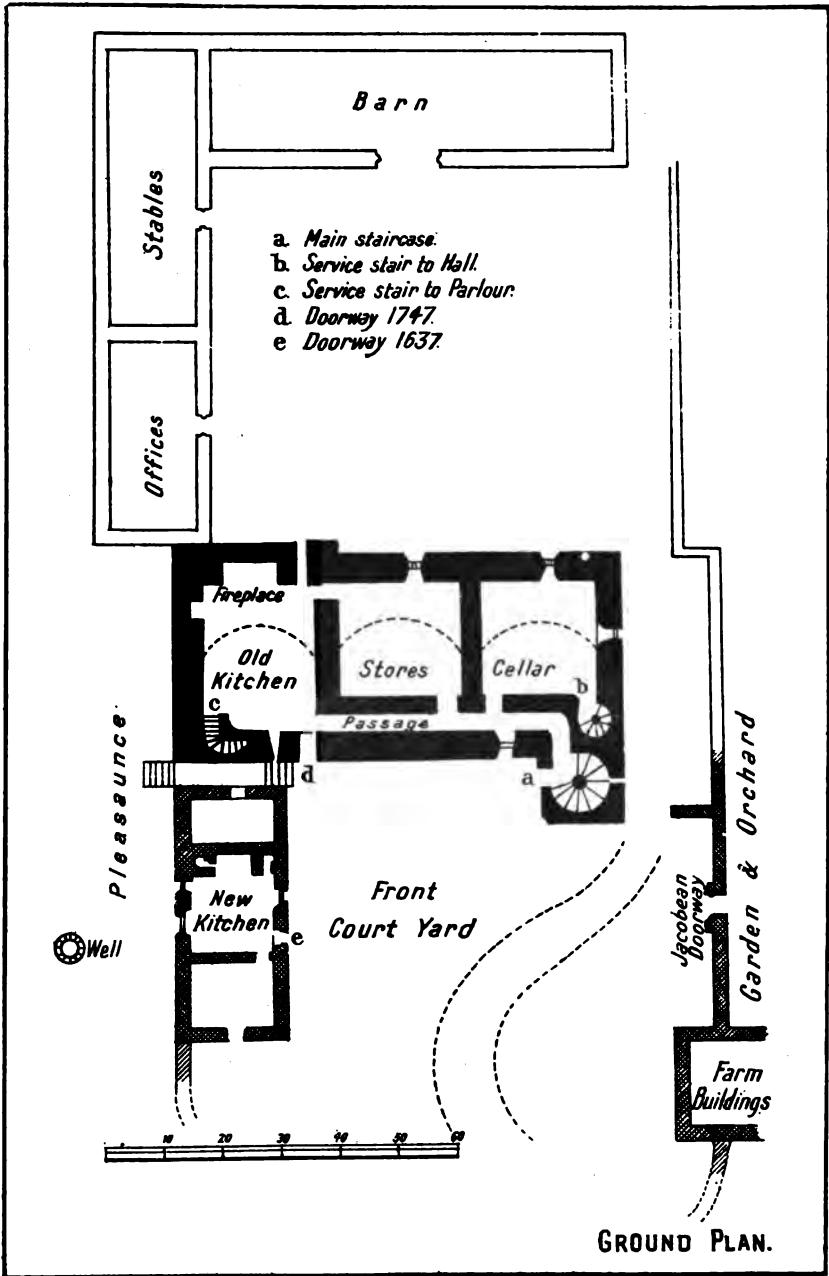 Barn
Stables
a Main staircase.
b. Service stair to Hall.
c. Service stair to Parlour.
d Doorway 1747.
e Doorway 1637.
Offices
Fireplace
Old
Kitchen
Stores
Cellar
b
c
Passage
d
a
Pleasaunce
New
Kitchen
e
Well
Front
Court Yard
Jacobean
Doorway
Garden & Orchard
Farm
Buildings
10 20 30 40 50 60
GROUND PLAN.